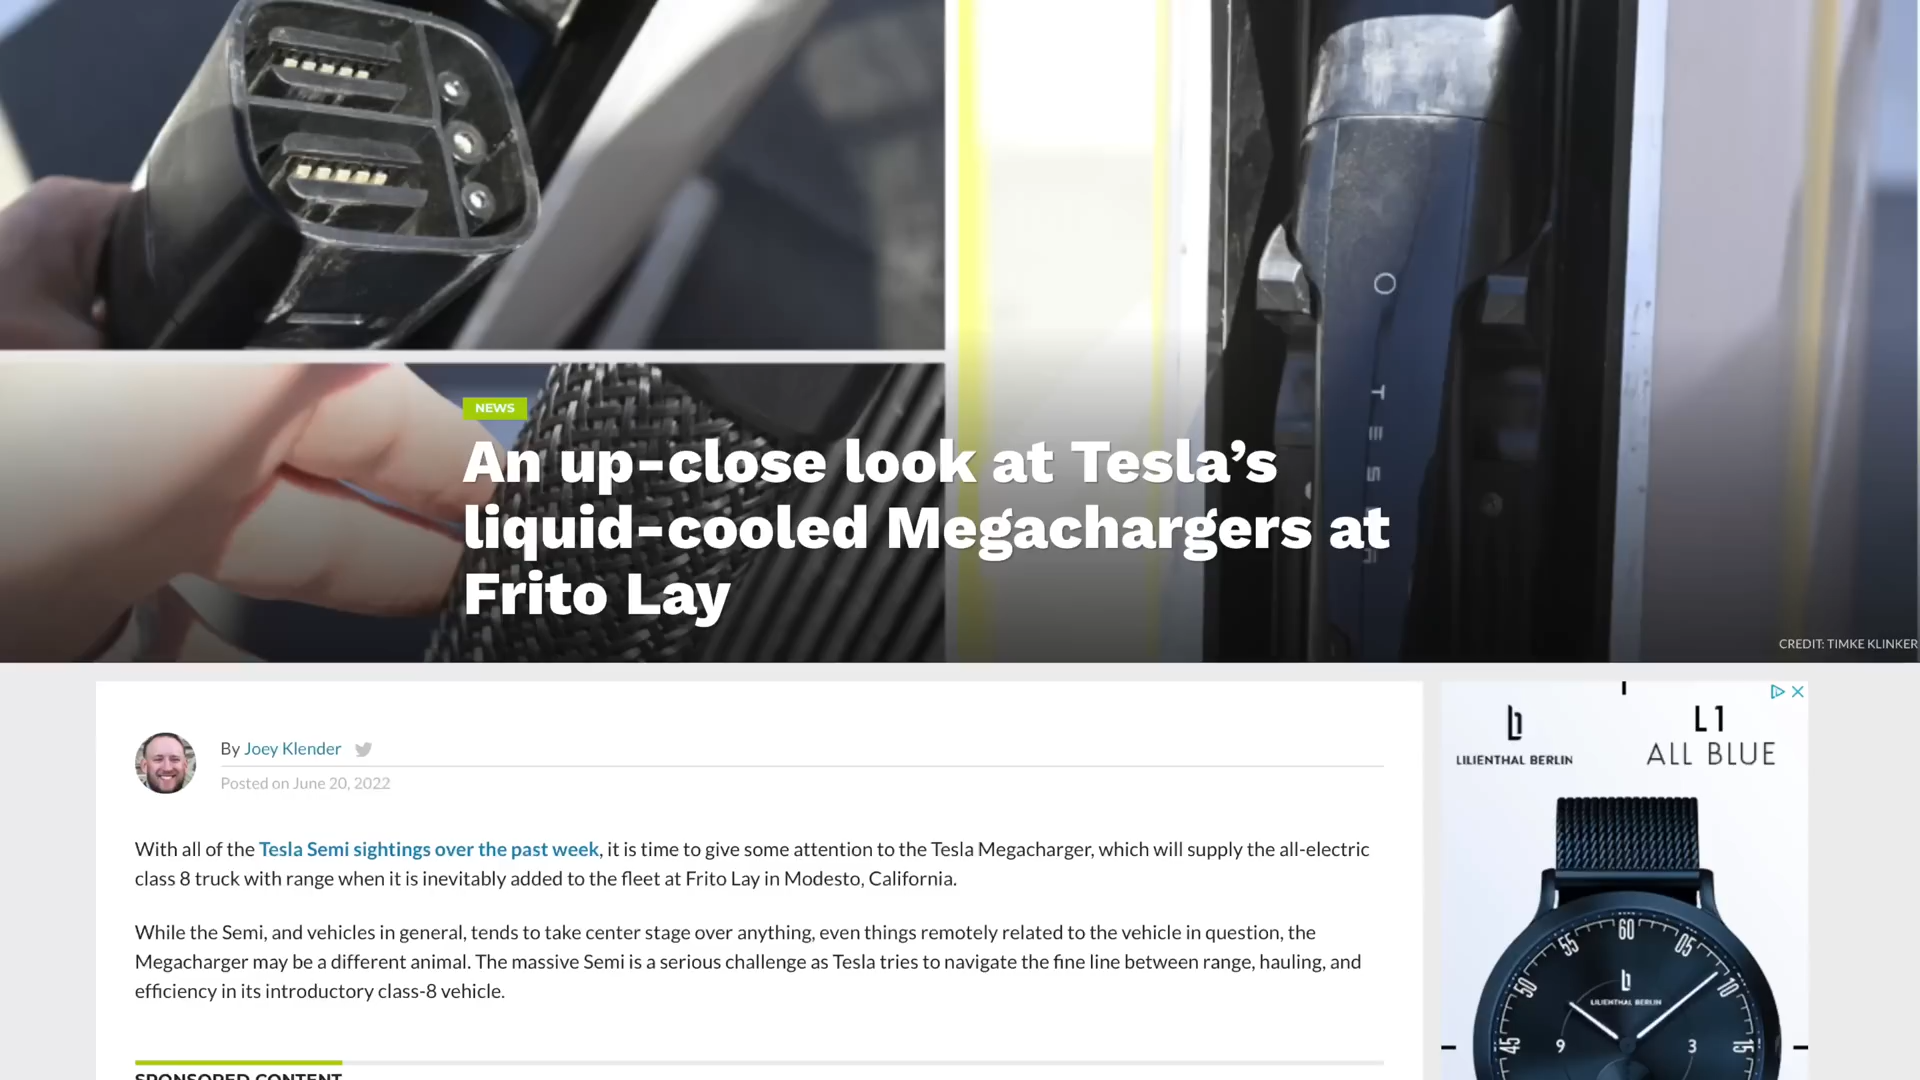 NEWS
An up-close look at Tesla’s
liquid-cooled Megachargers at
Frito Lay
TESLA
CREDIT: TIMKE KLINKER
By Joey Klender
Posted on June 20, 2022
With all of the Tesla Semi sightings over the past week, it is time to give some attention to the Tesla Megacharger, which will supply the all-electric
class 8 truck with range when it is inevitably added to the fleet at Frito Lay in Modesto, California.
While the Semi, and vehicles in general, tends to take center stage over anything, even things remotely related to the vehicle in question, the
Megacharger may be a different animal. The massive Semi is a serious challenge as Tesla tries to navigate the fine line between range, hauling, and
efficiency in its introductory class-8 vehicle.
SPONSORED CONTENT
LILIENTHAL BERLIN
L1
ALL BLUE
60
55
05
50
10
LILIENTHAL BERLIN
45
9
3
15